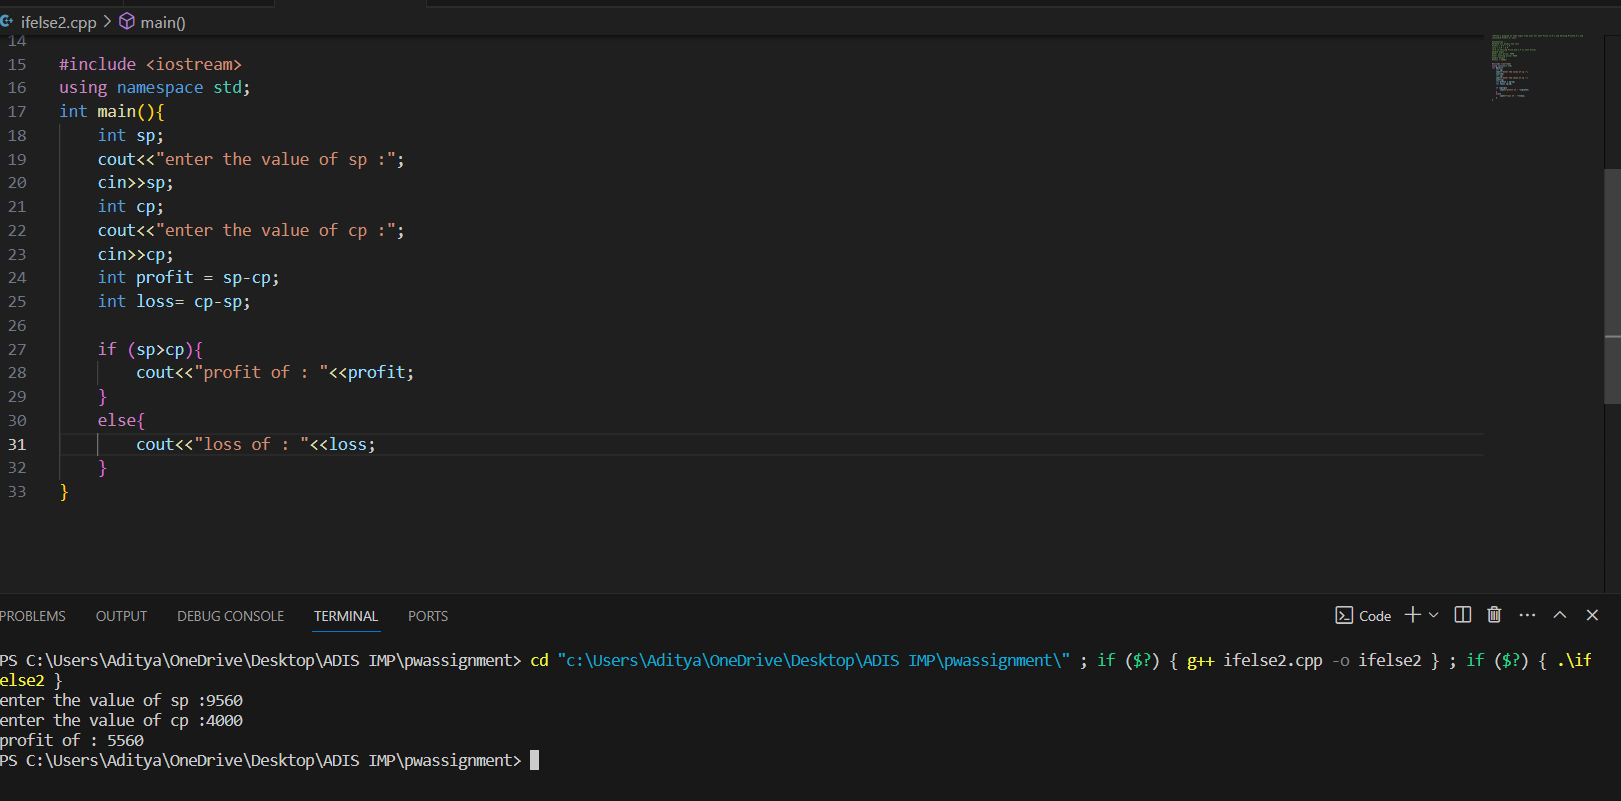 ifelse2.cpp > main()
14
15 #include <iostream>
16 using namespace std;
17 int main(){
18     int sp;
19     cout<<"enter the value of sp :";
20     cin>>sp;
21     int cp;
22     cout<<"enter the value of cp :";
23     cin>>cp;
24     int profit = sp-cp;
25     int loss= cp-sp;
26
27     if (sp>cp){
28         cout<<"profit of : "<<profit;
29     }
30     else{
31         cout<<"loss of : "<<loss;
32     }
33 }
PROBLEMS OUTPUT DEBUG CONSOLE TERMINAL PORTS Code
PS C:\Users\Aditya\OneDrive\Desktop\ADIS IMP\pwassignment> cd "c:\Users\Aditya\OneDrive\Desktop\ADIS IMP\pwassignment\" ; if ($?) { g++ ifelse2.cpp -o ifelse2 } ; if ($?) { .\if
else2 }
enter the value of sp :9560
enter the value of cp :4000
profit of : 5560
PS C:\Users\Aditya\OneDrive\Desktop\ADIS IMP\pwassignment>